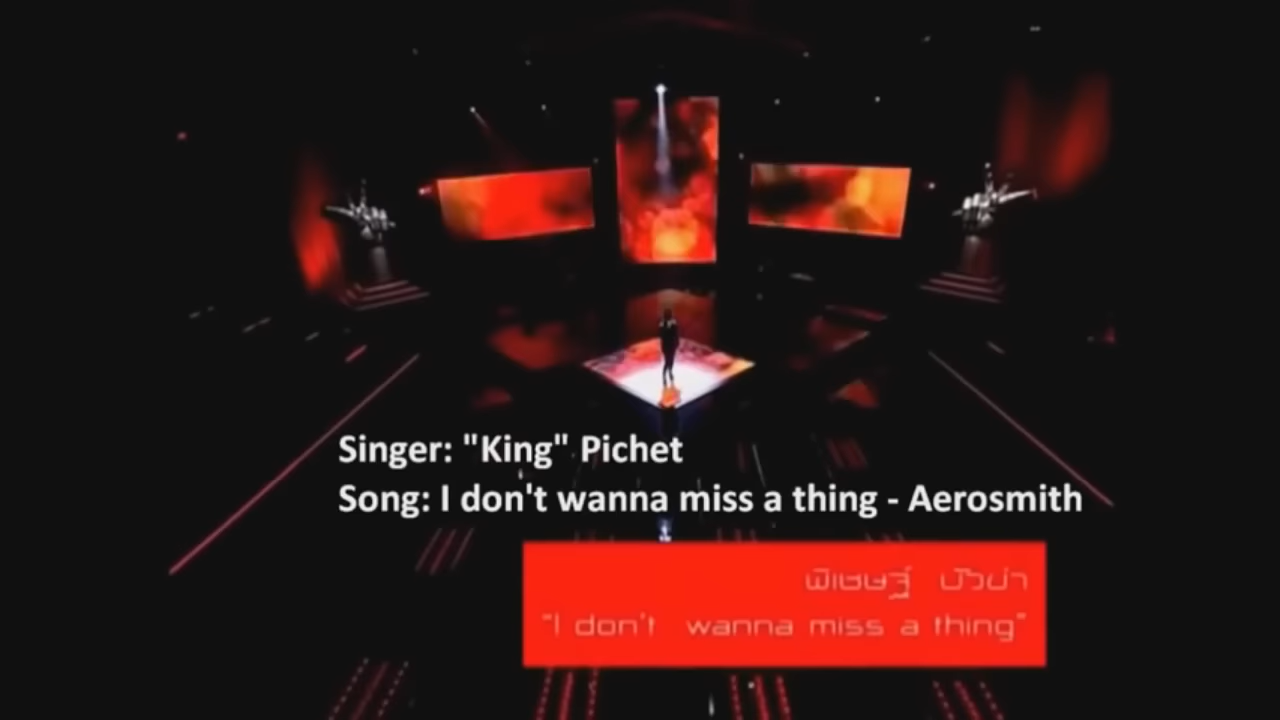 Singer: "King" Pichet
Song: I don't wanna miss a thing - Aerosmith
พิเชษฐ์ บัวขำ
"I don't wanna miss a thing"